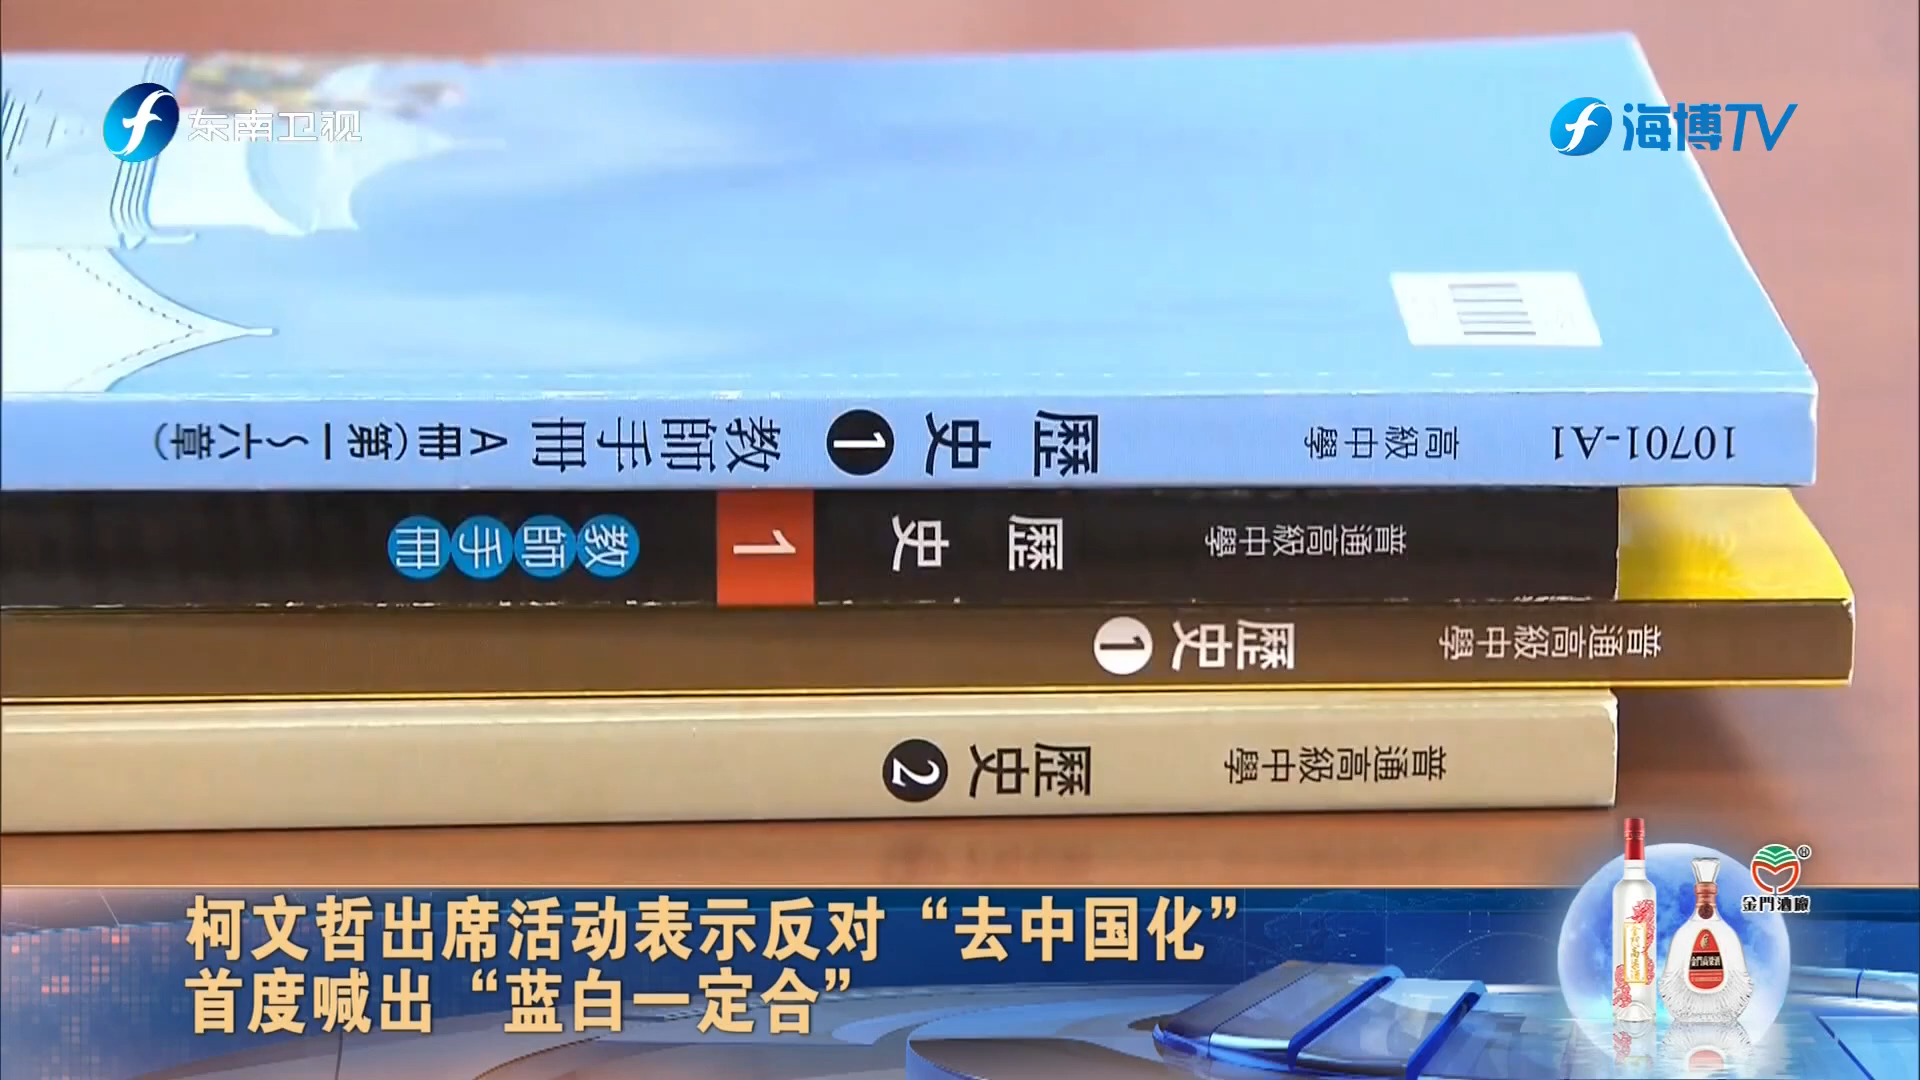 东南卫视
海博TV
10701-A1 高級中學 歷史 1 教師手冊 A冊(第一~六章)
普通高級中學 歷史 1 教師手冊
普通高級中學 歷史 1
普通高級中學 歷史 2
金門酒廠
柯文哲出席活动表示反对“去中国化”
首度喊出“蓝白一定合”